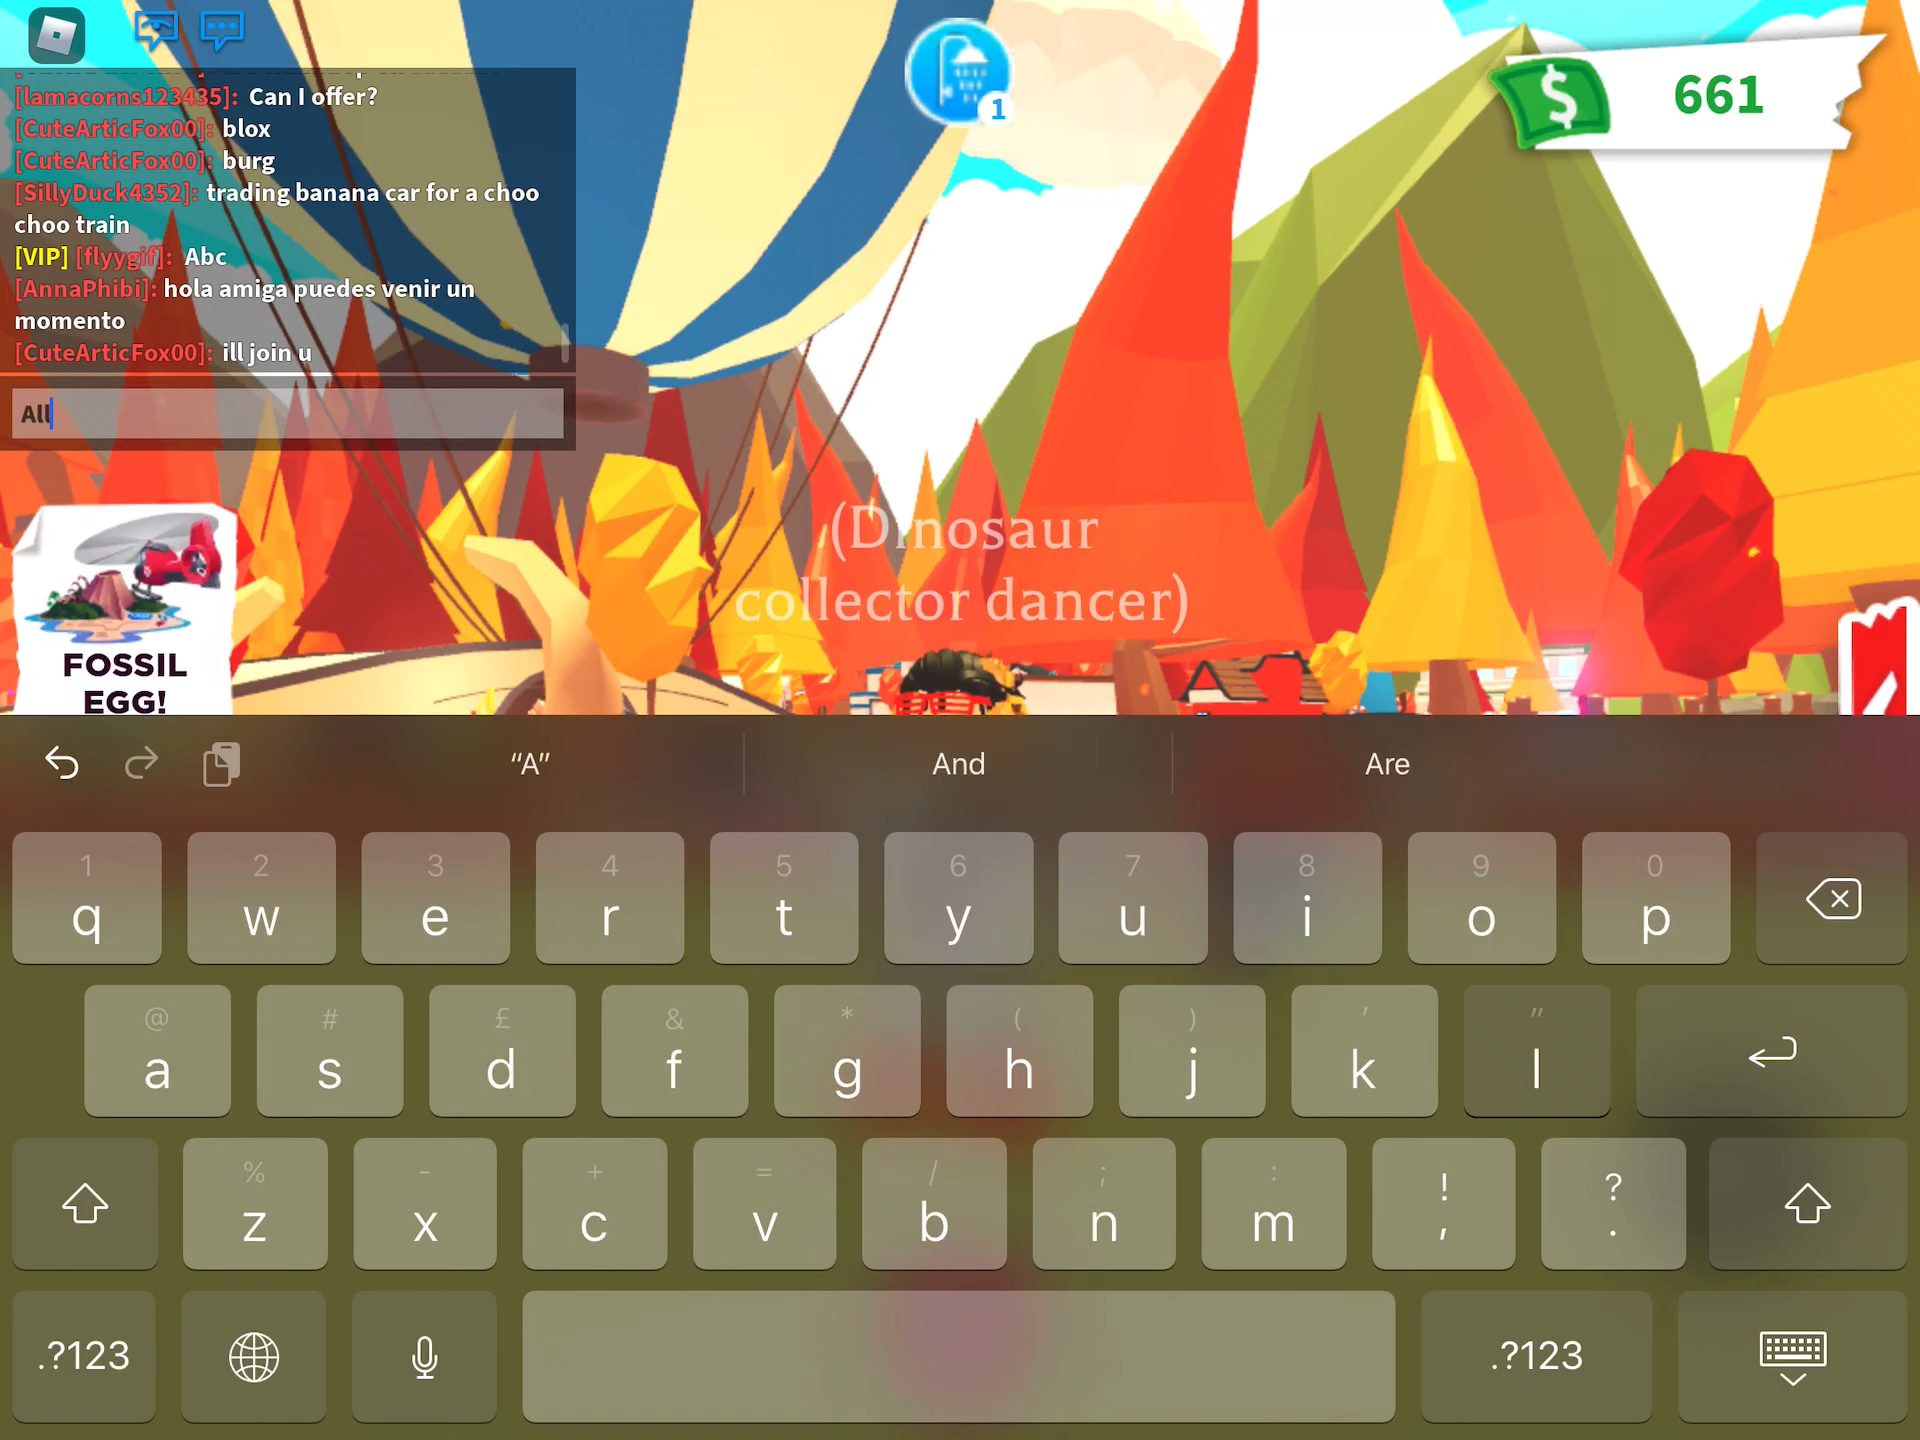 [lamacorns123435]: Can I offer?
[CuteArticFox00]: blox
[CuteArticFox00]: burg
[SillyDuck4352]: trading banana car for a choo
choo train
[VIP] [flyygif]: Abc
[AnnaPhibi]: hola amiga puedes venir un
momento
[CuteArticFox00]: ill join u
All
1
661
(Dinosaur
collector dancer)
FOSSIL
EGG!
“A” And Are
1 2 3 4 5 6 7 8 9 0
q w e r t y u i o p
@ # £ & * ( ) ' "
a s d f g h j k l
% - + = / ; : ! ?
z x c v b n m , .
.?123 .?123